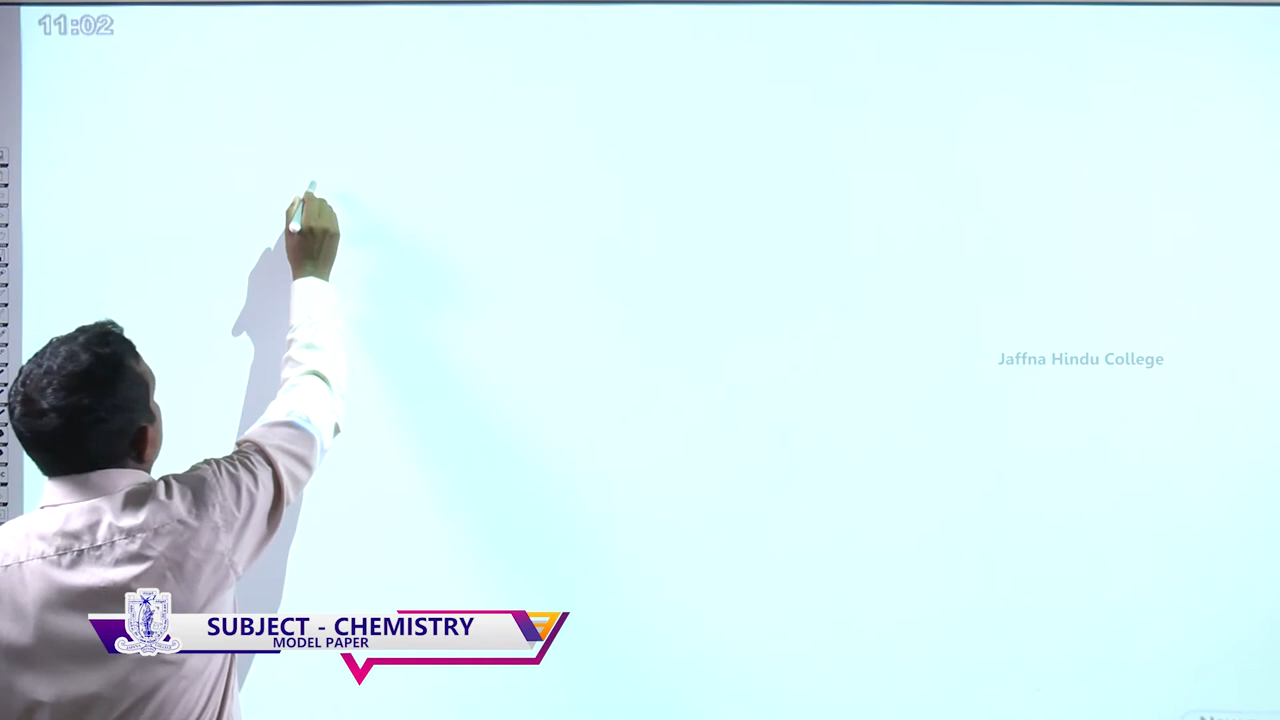 11:02
Jaffna Hindu College
SUBJECT - CHEMISTRY
MODEL PAPER